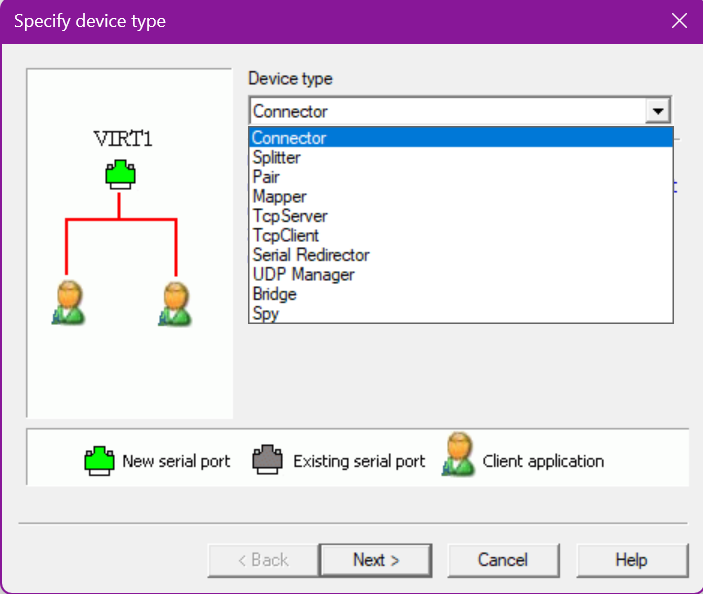 Specify device type
Device type
Connector
Connector
Splitter
Pair
Mapper
TcpServer
TcpClient
Serial Redirector
UDP Manager
Bridge
Spy
VIRT1
New serial port
Existing serial port
Client application
< Back
Next >
Cancel
Help